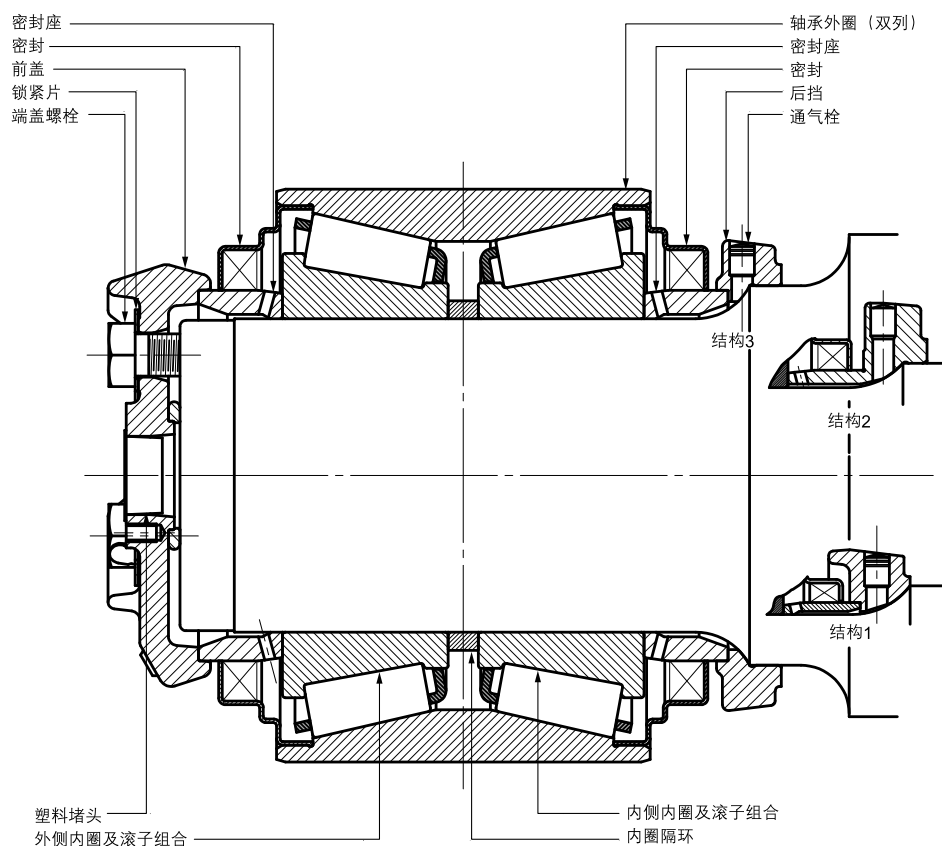 密封座
密封
前盖
锁紧片
端盖螺栓
轴承外圈（双列）
密封座
密封
后挡
通气栓
结构3
结构2
结构1
塑料堵头
外侧内圈及滚子组合
内侧内圈及滚子组合
内圈隔环